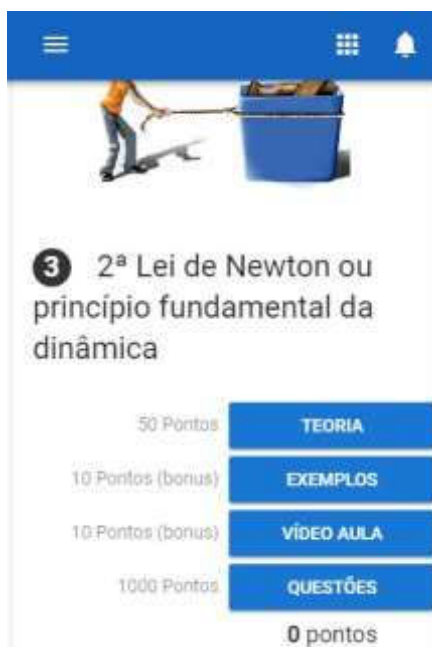 3 2ª Lei de Newton ou
princípio fundamental da
dinâmica
50 Pontos TEORIA
10 Pontos (bonus) EXEMPLOS
10 Pontos (bonus) VÍDEO AULA
1000 Pontos QUESTÕES
0 pontos